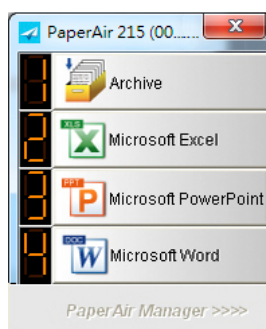 PaperAir 215 (00.......
1 Archive
2 XLS Microsoft Excel
3 PPT Microsoft PowerPoint
4 DOC Microsoft Word
PaperAir Manager >>>>